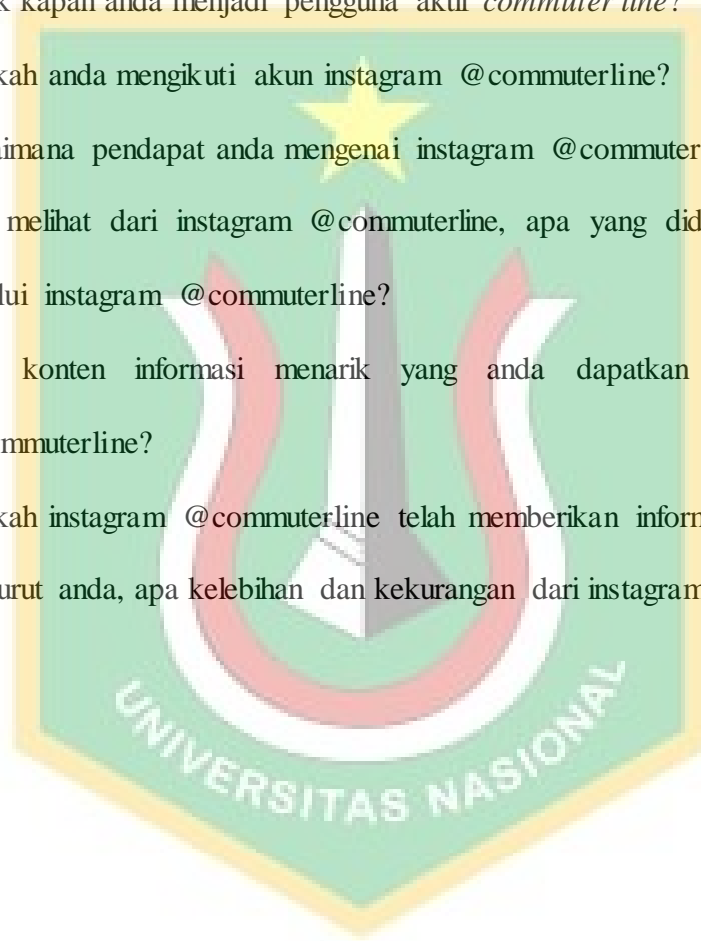 k kapan anda menjadi pengguna aktif commuter line?
kah anda mengikuti akun instagram @commuterline?
aimana pendapat anda mengenai instagram @commuter
melihat dari instagram @commuterline, apa yang did
lui instagram @commuterline?
konten informasi menarik yang anda dapatkan
mmuterline?
kah instagram @commuterline telah memberikan inform
urut anda, apa kelebihan dan kekurangan dari instagram
UNIVERSITAS NASIONAL